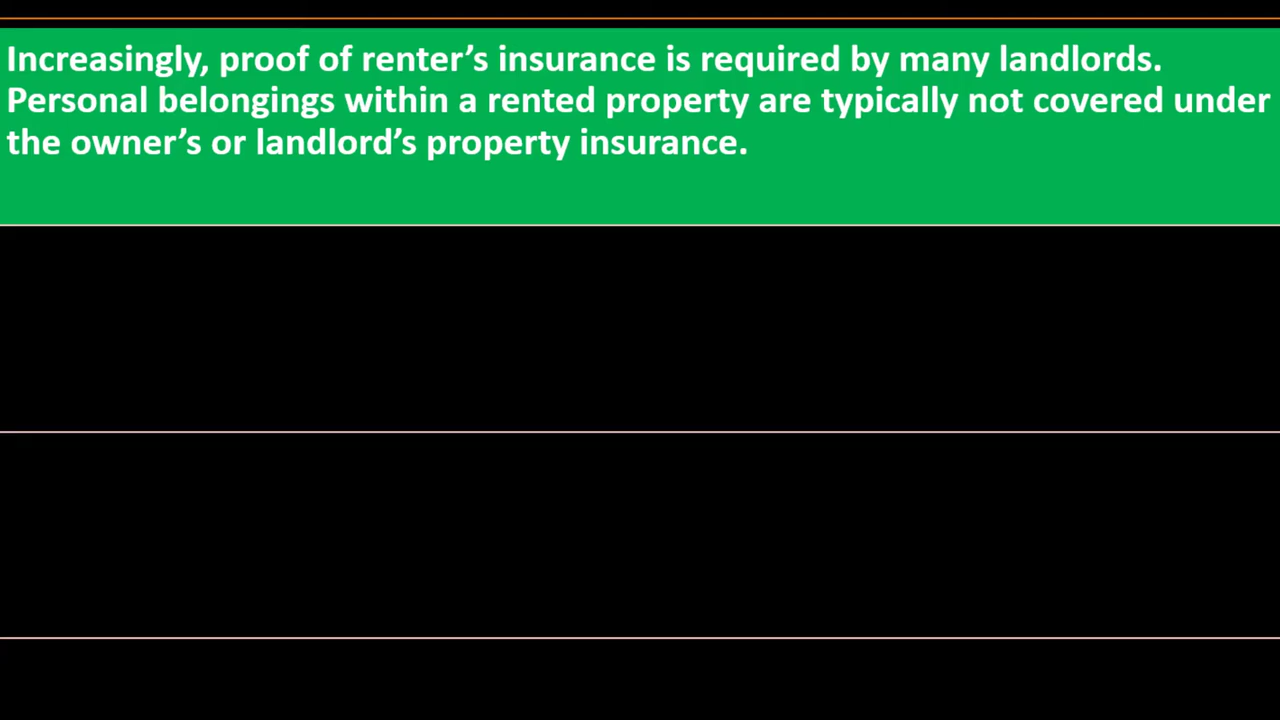 Increasingly, proof of renter’s insurance is required by many landlords.
Personal belongings within a rented property are typically not covered under
the owner’s or landlord’s property insurance.